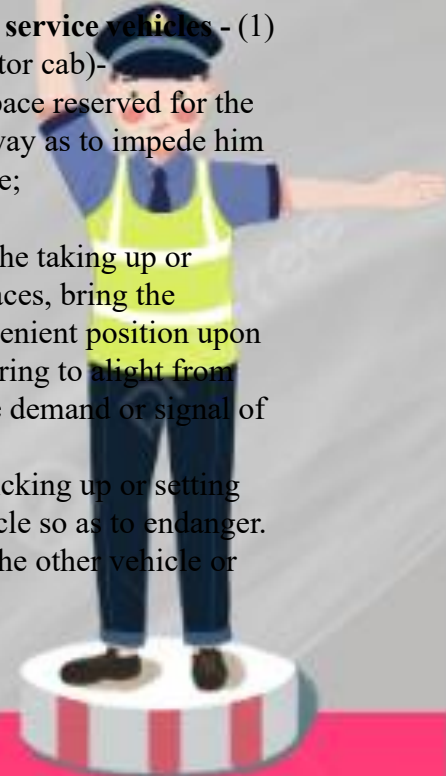 service vehicles - (1)
tor cab)-
pace reserved for the
way as to impede him
e;
he taking up or
aces, bring the
enient position upon
ring to alight from
e demand or signal of
cking up or setting
cle so as to endanger.
he other vehicle or